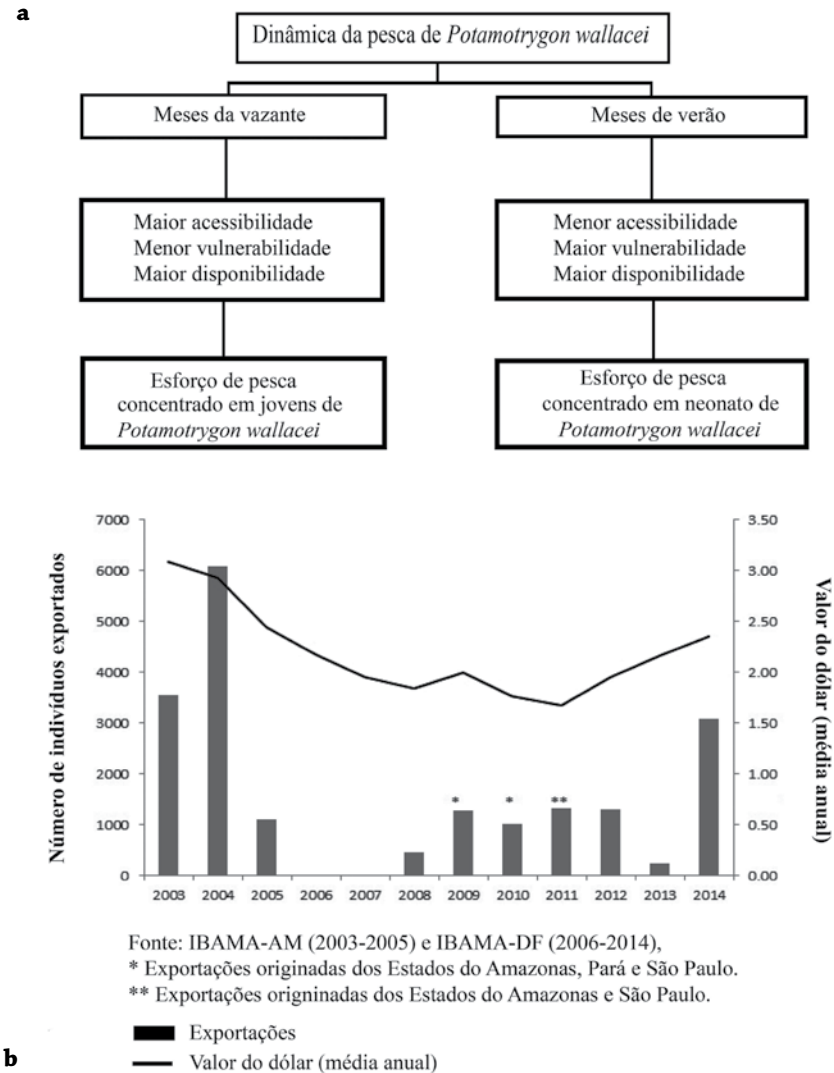 a
Dinâmica da pesca de Potamotrygon wallacei
Meses da vazante
Meses de verão
Maior acessibilidade
Menor vulnerabilidade
Maior disponibilidade
Menor acessibilidade
Maior vulnerabilidade
Maior disponibilidade
Esforço de pesca
concentrado em jovens de
Potamotrygon wallacei
Esforço de pesca
concentrado em neonato de
Potamotrygon wallacei
Número de indivíduos exportados
7000
6000
5000
4000
3000
2000
1000
0
3.50
3.00
2.50
2.00
1.50
1.00
0.50
0.00
Valor do dólar (média anual)
* * **
2003 2004 2005 2006 2007 2008 2009 2010 2011 2012 2013 2014
Fonte: IBAMA-AM (2003-2005) e IBAMA-DF (2006-2014),
* Exportações originadas dos Estados do Amazonas, Pará e São Paulo.
** Exportações origninadas dos Estados do Amazonas e São Paulo.
Exportações
Valor do dólar (média anual)
b